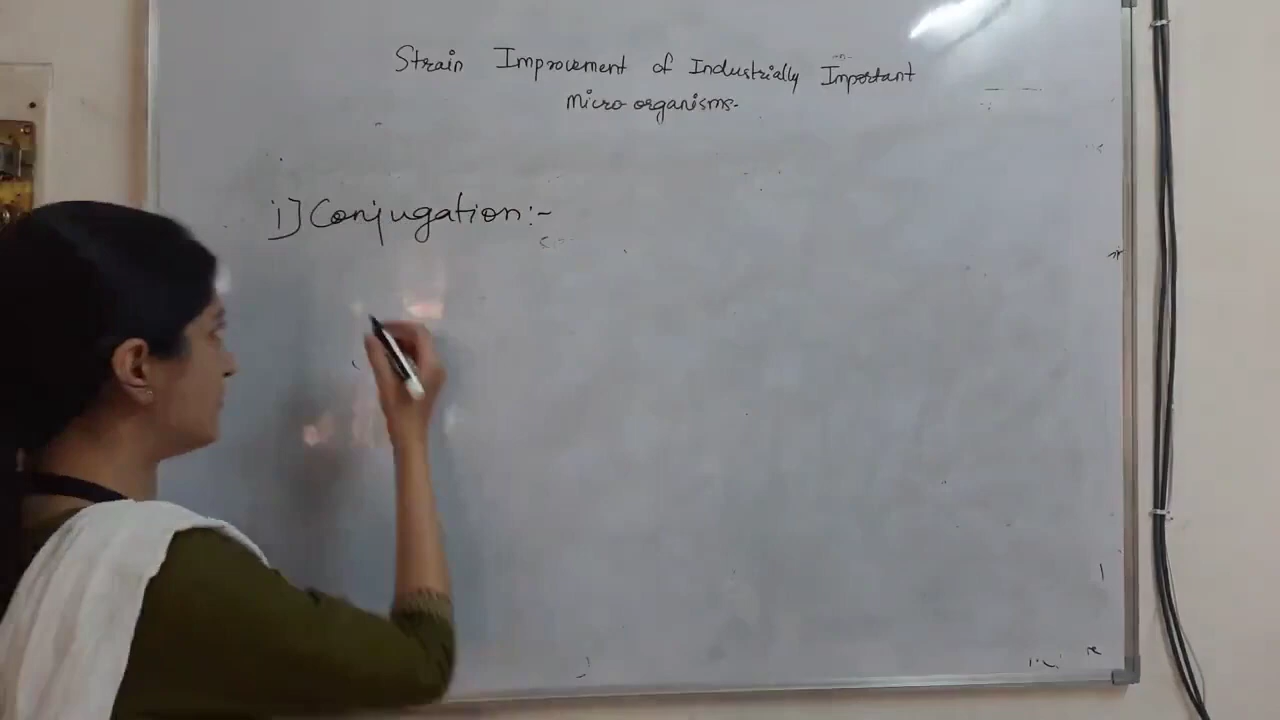 Strain Improvement of Industrially Important
Micro organisms.
i] Conjugation:-